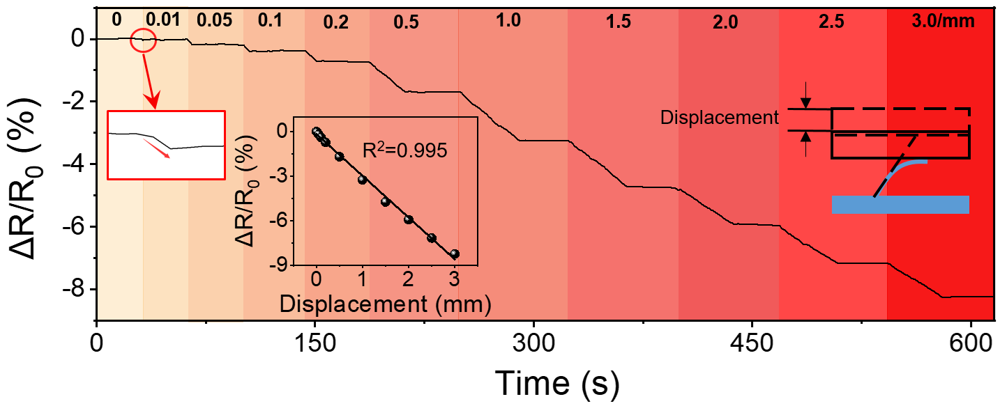 0 0.01 0.05 0.1 0.2 0.5 1.0 1.5 2.0 2.5 3.0/mm
0
-2
-4
-6
-8
ΔR/R0 (%)
Displacement
0
-3
-6
-9
ΔR/R0 (%)
R2=0.995
0 1 2 3
Displacement (mm)
0 150 300 450 600
Time (s)